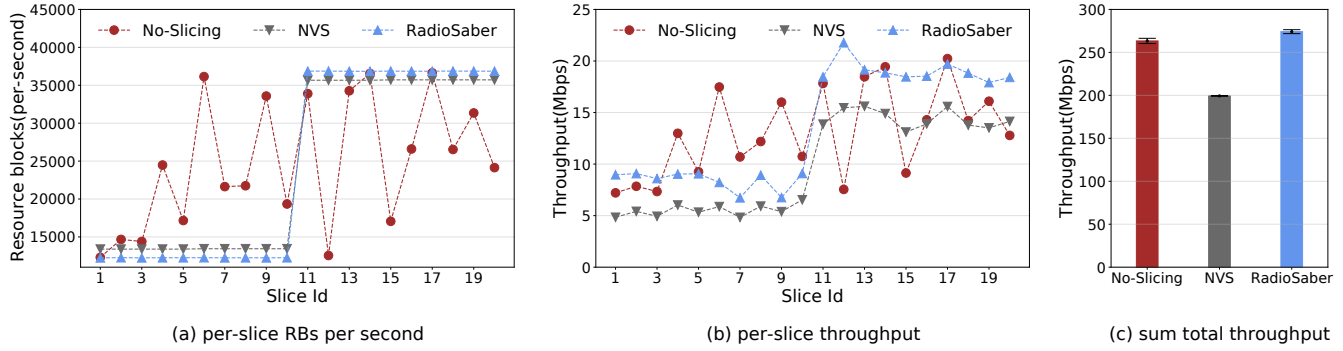 No-Slicing NVS RadioSaber
Resource blocks(per-second)
45000
40000
35000
30000
25000
20000
15000
1 3 5 7 9 11 13 15 17 19
Slice Id
(a) per-slice RBs per second
No-Slicing NVS RadioSaber
Throughput(Mbps)
25
20
15
10
5
0
1 3 5 7 9 11 13 15 17 19
Slice Id
(b) per-slice throughput
Throughput(Mbps)
300
250
200
150
100
50
0
No-Slicing NVS RadioSaber
(c) sum total throughput